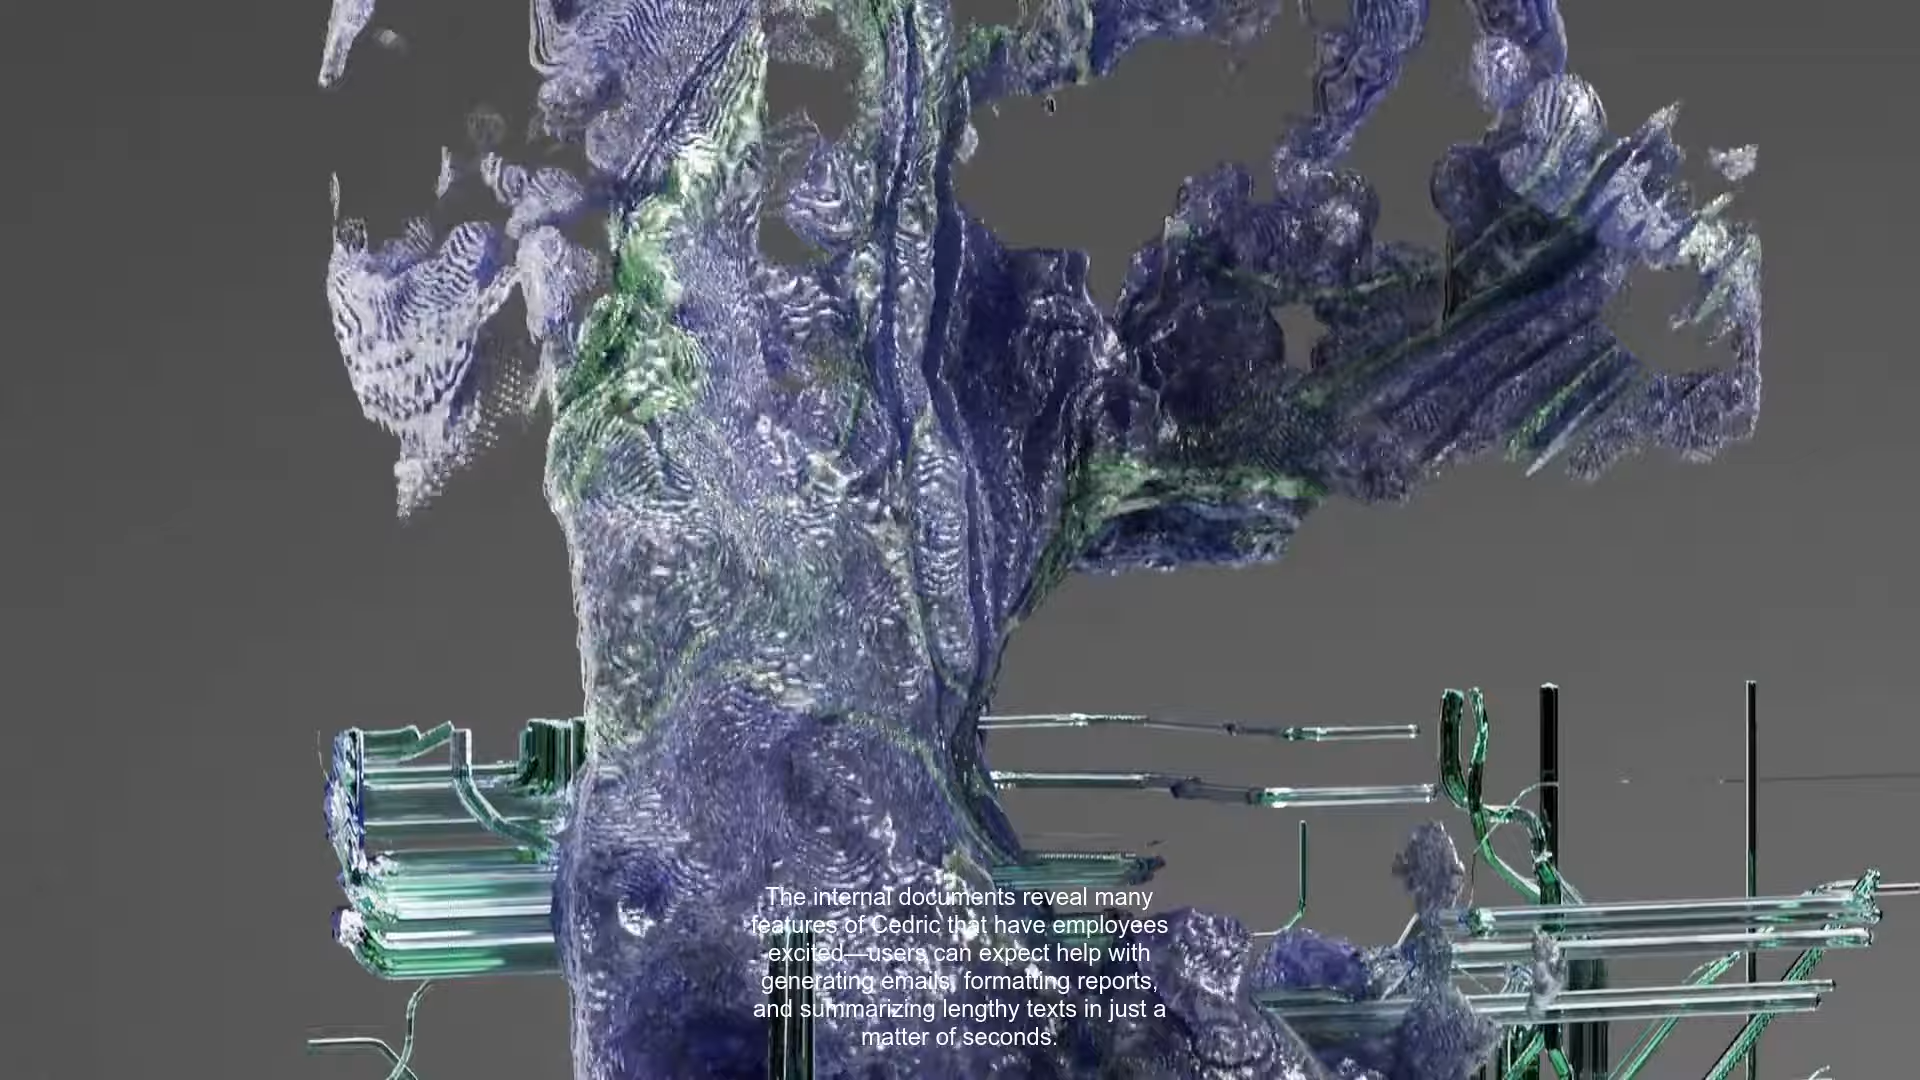 The internal documents reveal many
features of Cedric that have employees
excited—users can expect help with
generating emails, formatting reports,
and summarizing lengthy texts in just a
matter of seconds.